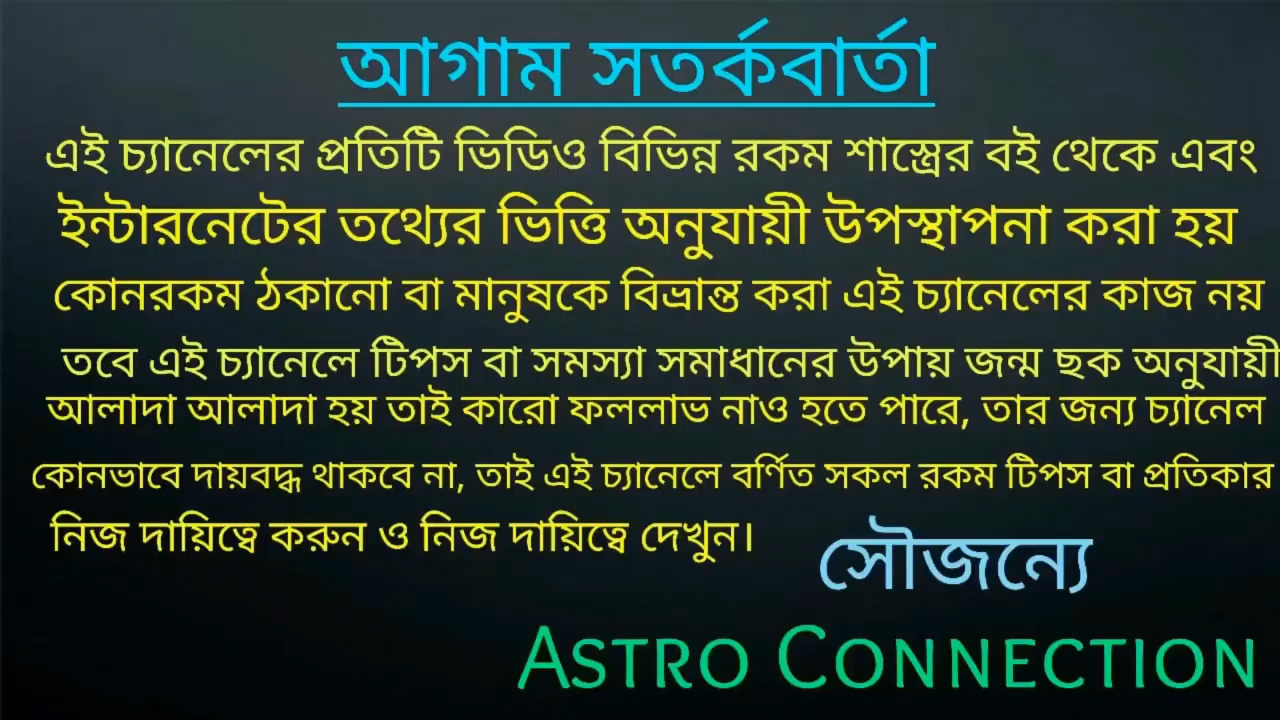 আগাম সতর্কবার্তা
এই চ্যানেলের প্রতিটি ভিডিও বিভিন্ন রকম শাস্ত্রের বই থেকে এবং
ইন্টারনেটের তথ্যের ভিত্তি অনুযায়ী উপস্থাপনা করা হয়
কোনরকম ঠকানো বা মানুষকে বিভ্রান্ত করা এই চ্যানেলের কাজ নয়
তবে এই চ্যানেলে টিপস বা সমস্যা সমাধানের উপায় জন্ম ছক অনুযায়ী
আলাদা আলাদা হয় তাই কারো ফললাভ নাও হতে পারে, তার জন্য চ্যানেল
কোনভাবে দায়বদ্ধ থাকবে না, তাই এই চ্যানেলে বর্ণিত সকল রকম টিপস বা প্রতিকার
নিজ দায়িত্বে করুন ও নিজ দায়িত্বে দেখুন।
সৌজন্যে
ASTRO CONNECTION